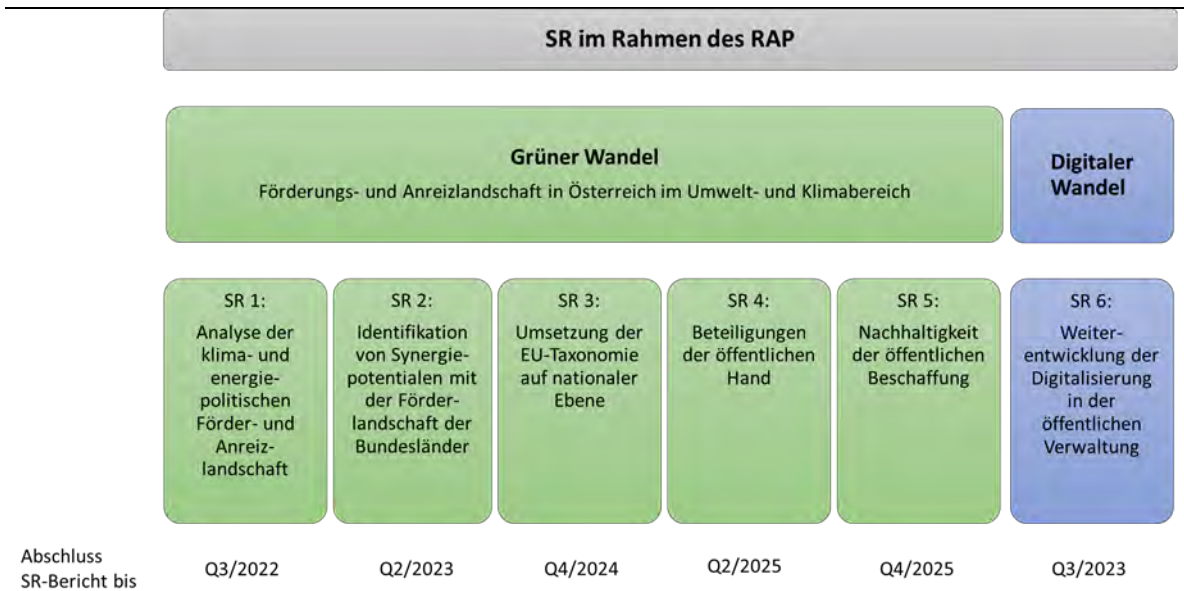 SR im Rahmen des RAP
Grüner Wandel
Förderungs- und Anreizlandschaft in Österreich im Umwelt- und Klimabereich
Digitaler
Wandel
SR 1:
Analyse der
klima- und
energie-
politischen
Förder- und
Anreiz-
landschaft
SR 2:
Identifikation
von Synergie-
potentialen mit
der Förder-
landschaft der
Bundesländer
SR 3:
Umsetzung der
EU-Taxonomie
auf nationaler
Ebene
SR 4:
Beteiligungen
der öffentlichen
Hand
SR 5:
Nachhaltigkeit
der öffentlichen
Beschaffung
SR 6:
Weiter-
entwicklung der
Digitalisierung
in der
öffentlichen
Verwaltung
Abschluss
SR-Bericht bis
Q3/2022
Q2/2023
Q4/2024
Q2/2025
Q4/2025
Q3/2023